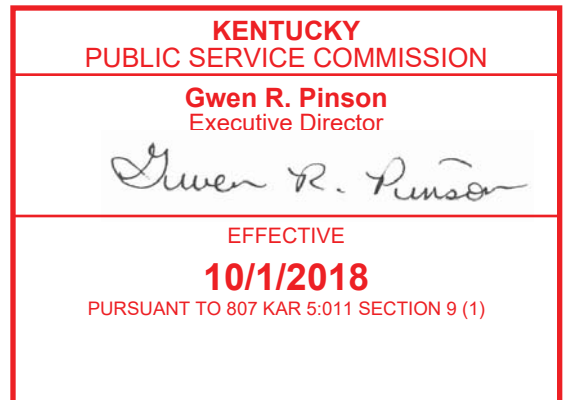 KENTUCKY
PUBLIC SERVICE COMMISSION
Gwen R. Pinson
Executive Director
Gwen R. Pinson
EFFECTIVE
10/1/2018
PURSUANT TO 807 KAR 5:011 SECTION 9 (1)